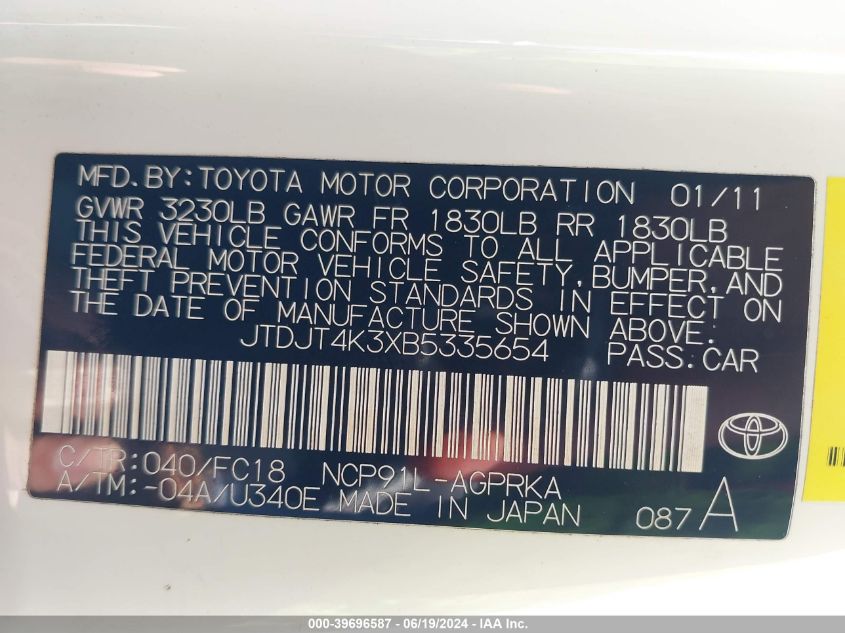 MFD.BY:TOYOTA MOTOR CORPORATION 01/11
GVWR 3230LB GAWR FR 1830LB RR 1830LB
THIS VEHICLE CONFORMS TO ALL APPLICABLE
FEDERAL MOTOR VEHICLE SAFETY,BUMPER,AND
THEFT PREVENTION STANDARDS IN EFFECT ON
THE DATE OF MANUFACTURE SHOWN ABOVE.
JTDJT4K3XB5335654 PASS.CAR
C/TR:040/FC18 NCP91L-AGPRKA
A/TM:-04A/U340E MADE IN JAPAN 087A
000-39696587 - 06/19/2024 - IAA Inc.